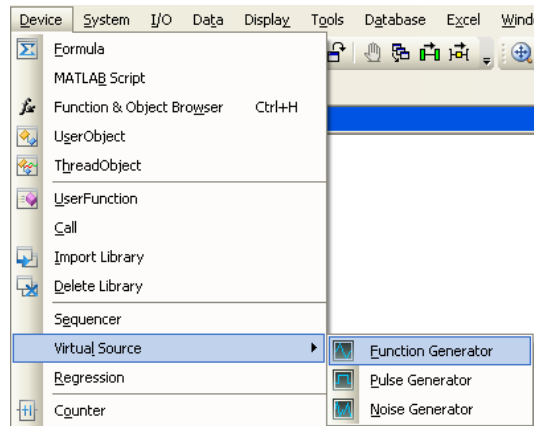 Device System I/O Data Display Tools Database Excel Wind
Formula
MATLAB Script
Function & Object Browser Ctrl+H
UserObject
ThreadObject
UserFunction
Call
Import Library
Delete Library
Sequencer
Virtual Source
Function Generator
Regression
Pulse Generator
Counter
Noise Generator